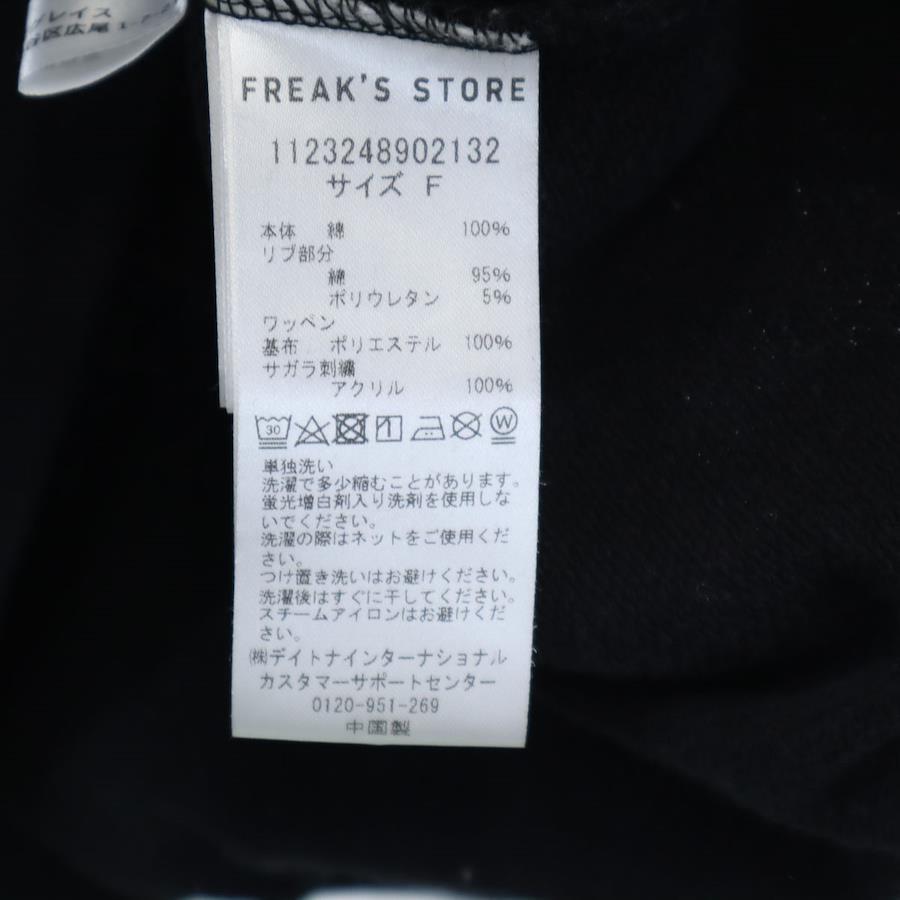 レイス
区広尾1-
FREAK'S STORE
1123248902132
サイズ F
本体 綿 100%
リブ部分
綿 95%
ポリウレタン 5%
ワッペン
基布 ポリエステル 100%
サガラ刺繍
アクリル 100%
30 1 W
単独洗い
洗濯で多少縮むことがあります。
蛍光増白剤入り洗剤を使用しな
いでください。
洗濯の際はネットをご使用くだ
さい。
つけ置き洗いはお避けください。
洗濯後はすぐに干してください。
スチームアイロンはお避けくだ
さい。
㈱デイトナインターナショナル
カスタマーサポートセンター
0120-951-269
中国製